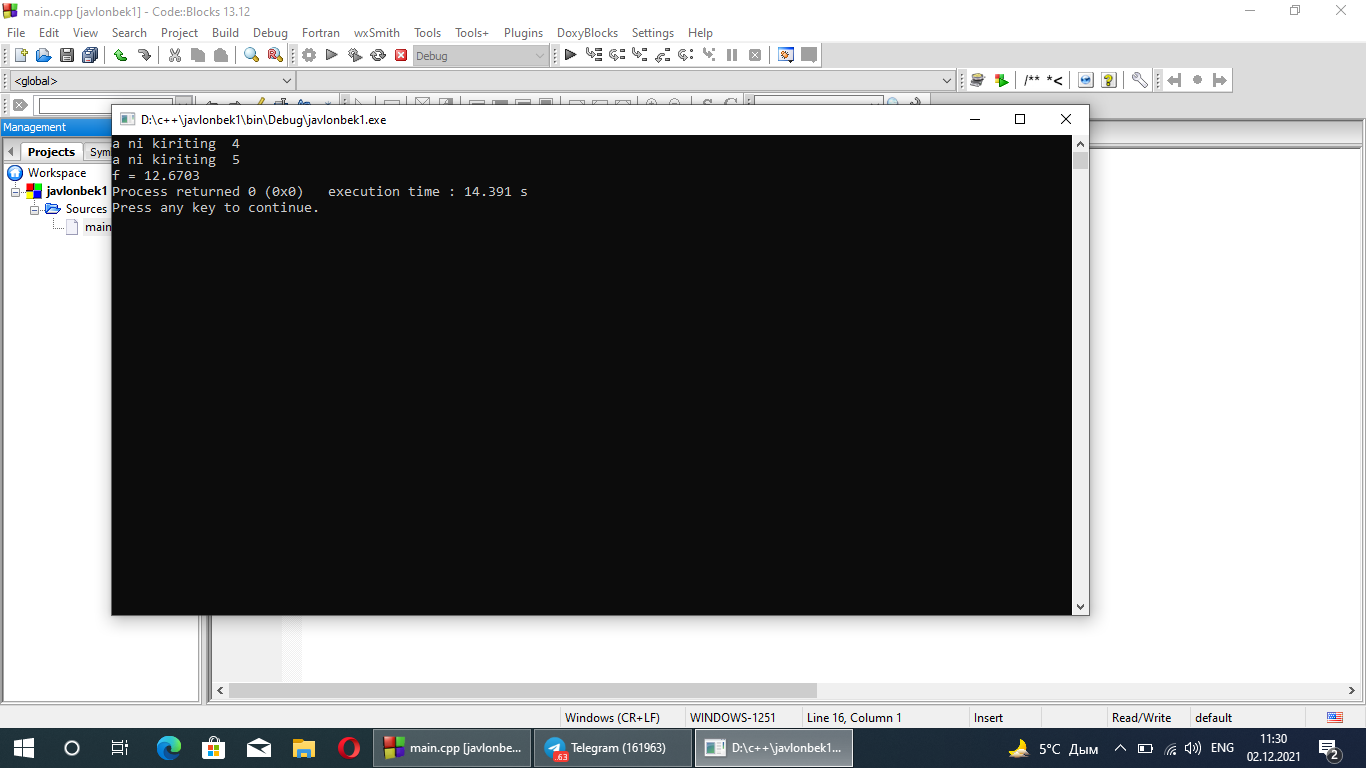 main.cpp [javlonbek1] - Code::Blocks 13.12
File Edit View Search Project Build Debug Fortran wxSmith Tools Tools+ Plugins DoxyBlocks Settings Help
Debug
<global>
/** *<
D:\c++\javlonbek1\bin\Debug\javlonbek1.exe
Management
Projects Sym
Workspace
javlonbek1
Sources
main
a ni kiriting  4
a ni kiriting  5
f = 12.6703
Process returned 0 (0x0)   execution time : 14.391 s
Press any key to continue.
Windows (CR+LF) WINDOWS-1251 Line 16, Column 1 Insert Read/Write default
main.cpp [javlonbe... Telegram (161963) D:\c++\javlonbek1... 5°C Дым ENG 11:30
.63 02.12.2021 2